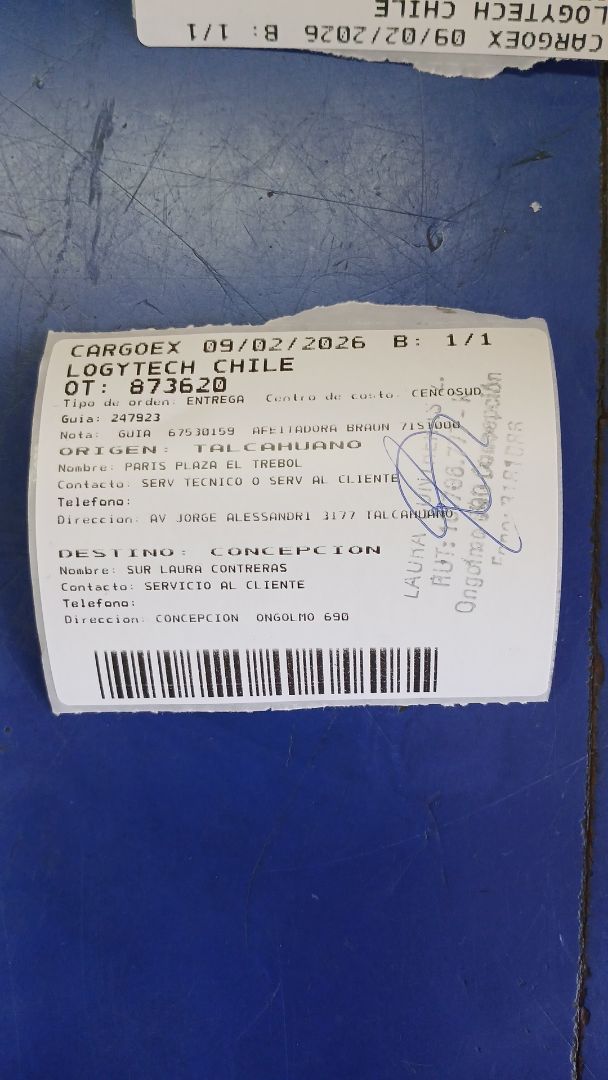 CARGOEX 09/02/2026 B: 1/1
LOGYTECH CHILE
CARGOEX 09/02/2026 B: 1/1
LOGYTECH CHILE
OT: 873620
Tipo de orden: ENTREGA Centro de costo: CENCOSUD
Guia: 247923
Nota: GUIA 67530159 AFEITADORA BRAUN 71S1000
ORIGEN: TALCAHUANO
Nombre: PARIS PLAZA EL TREBOL
Contacto: SERV TECNICO O SERV AL CLIENTE
Telefono:
Direccion: AV JORGE ALESSANDRI 3177 TALCAHUANO
DESTINO: CONCEPCION
Nombre: SUR LAURA CONTRERAS
Contacto: SERVICIO AL CLIENTE
Telefono:
Direccion: CONCEPCION ONGOLMO 690
LAURA
RUT:
Ongolmo Concepción